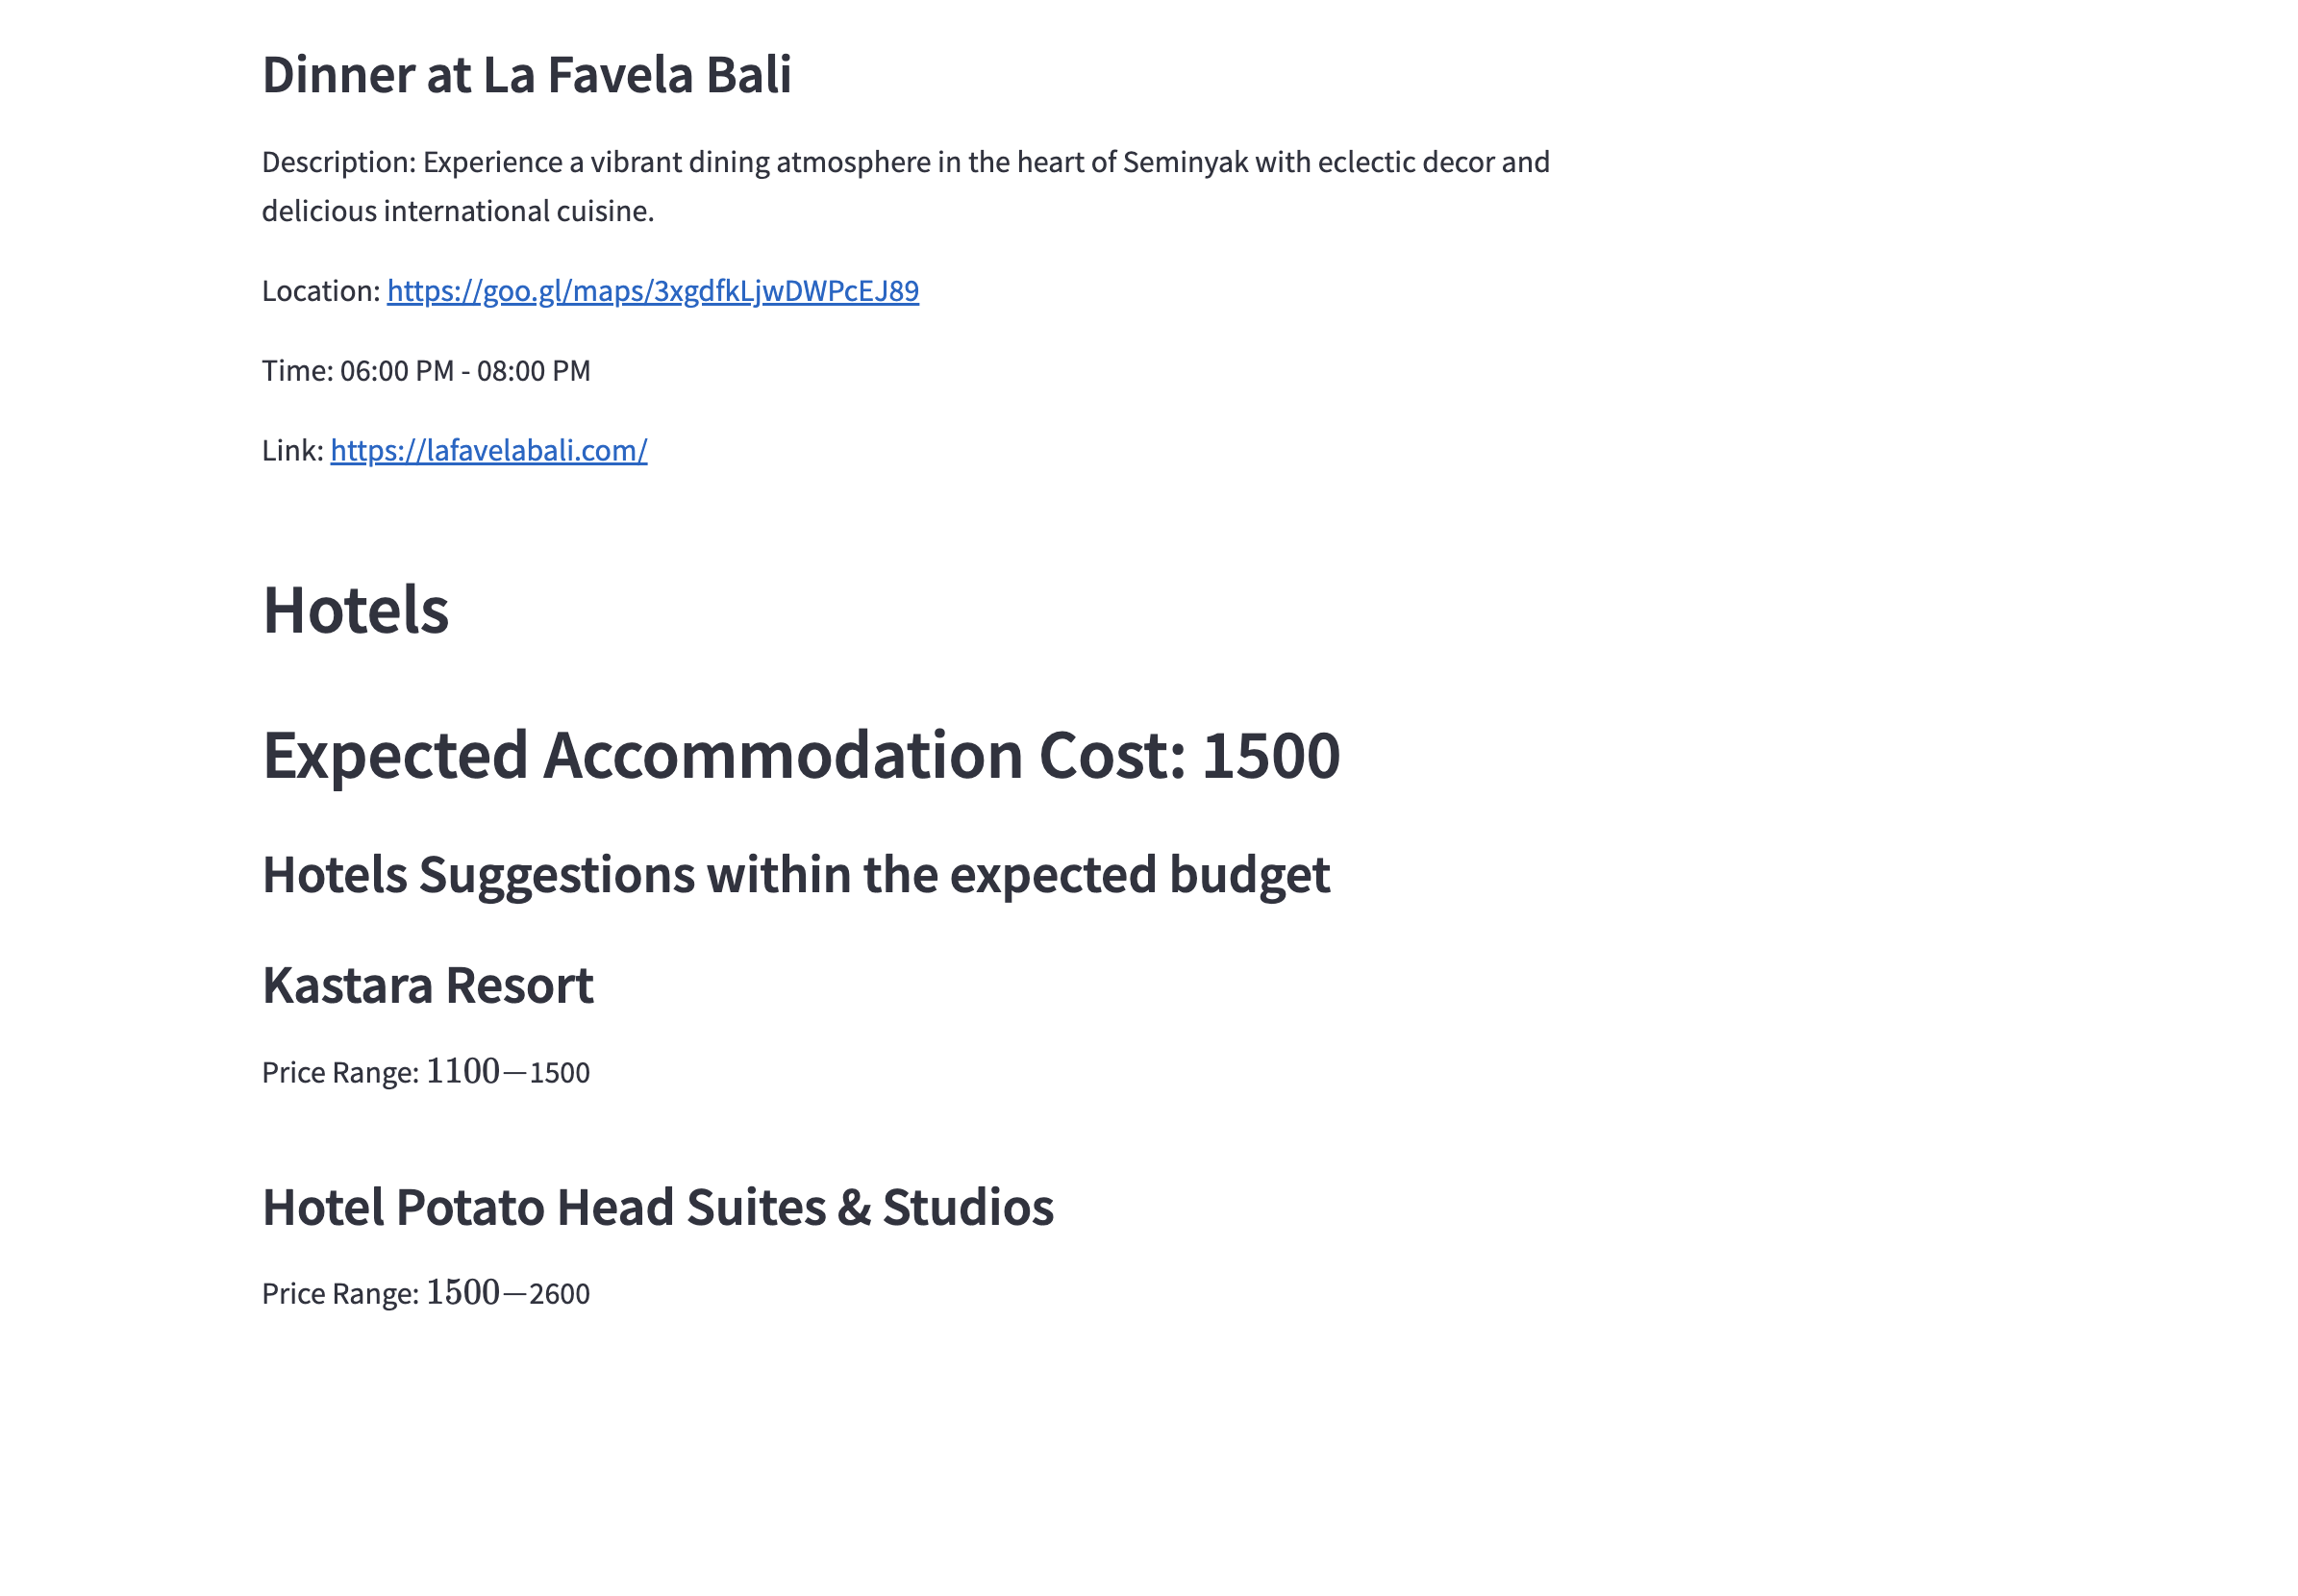 Dinner at La Favela Bali
Description: Experience a vibrant dining atmosphere in the heart of Seminyak with eclectic decor and
delicious international cuisine.
Location: https://goo.gl/maps/3xgdfkLjwDWPcEJ89
Time: 06:00 PM - 08:00 PM
Link: https://lafavelabali.com/
Hotels
Expected Accommodation Cost: 1500
Hotels Suggestions within the expected budget
Kastara Resort
Price Range: 1100—1500
Hotel Potato Head Suites & Studios
Price Range: 1500—2600